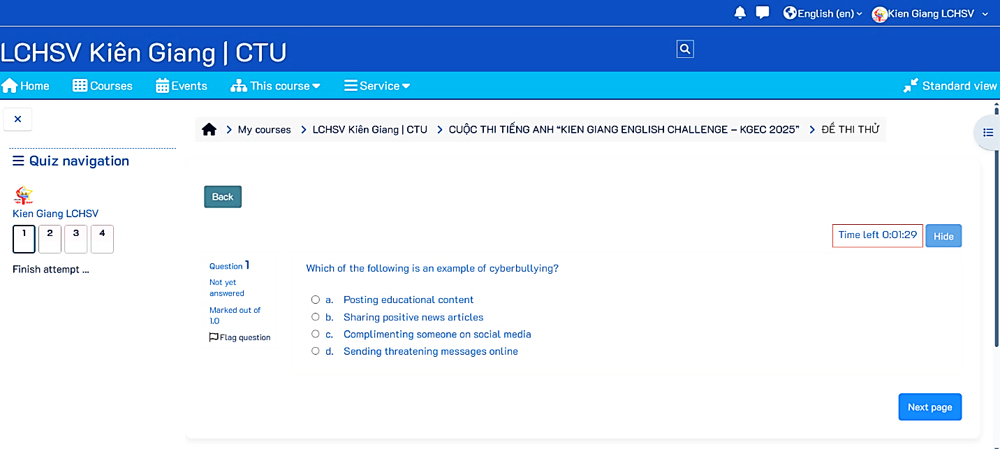 English (en)
Kien Giang LCHSV
LCHSV Kiên Giang | CTU
Home
Courses
Events
This course
Service
Standard view
My courses
LCHSV Kiên Giang | CTU
CUỘC THI TIẾNG ANH “KIEN GIANG ENGLISH CHALLENGE – KGEC 2025”
ĐỀ THI THỬ
Quiz navigation
Kien Giang LCHSV
1 2 3 4
Finish attempt ...
Back
Time left 0:01:29
Hide
Question 1
Not yet
answered
Marked out of
1.0
Flag question
Which of the following is an example of cyberbullying?
a. Posting educational content
b. Sharing positive news articles
c. Complimenting someone on social media
d. Sending threatening messages online
Next page